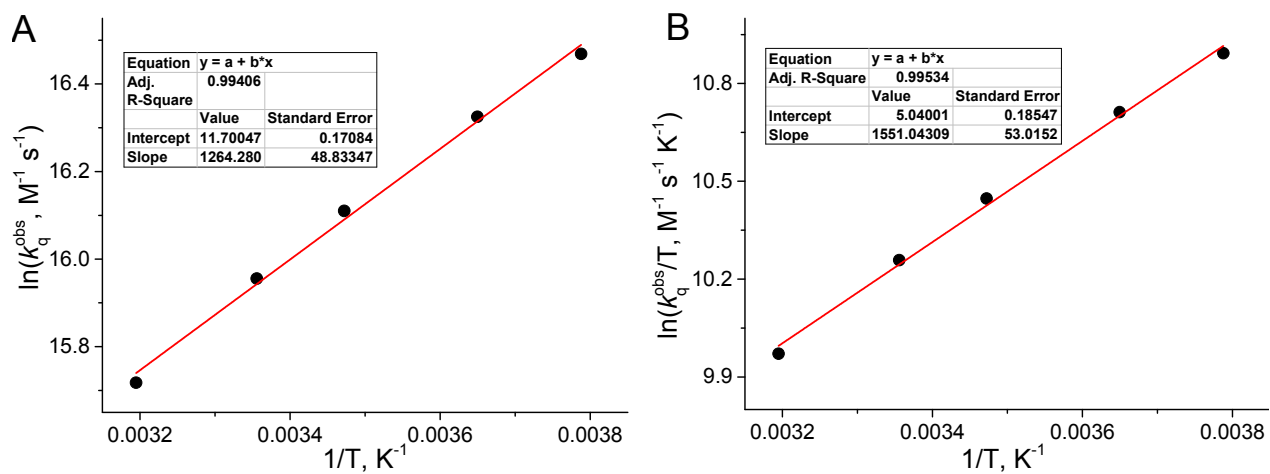 A
Equation y = a + b*x
Adj. R-Square 0.99406
Value Standard Error
Intercept 11.70047 0.17084
Slope 1264.280 48.83347
16.4
16.2
16.0
15.8
ln(k_q^obs, M^-1 s^-1)
0.0032 0.0034 0.0036 0.0038
1/T, K^-1
B
Equation y = a + b*x
Adj. R-Square 0.99534
Value Standard Error
Intercept 5.04001 0.18547
Slope 1551.04309 53.0152
10.8
10.5
10.2
9.9
ln(k_q^obs/T, M^-1 s^-1 K^-1)
0.0032 0.0034 0.0036 0.0038
1/T, K^-1